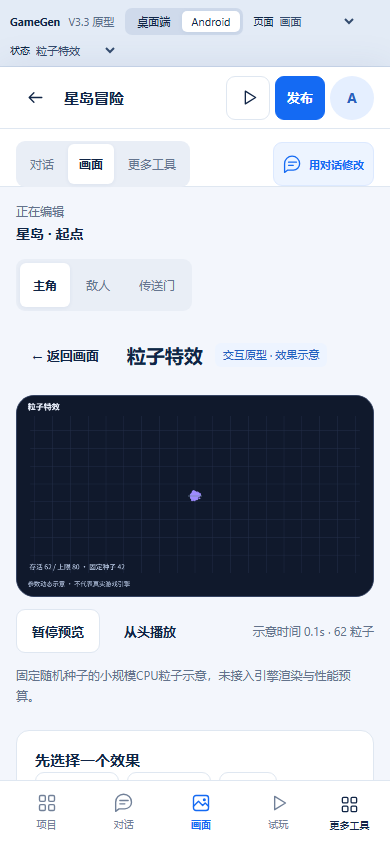 GameGen V3.3 原型 桌面端 Android 页面 画面
状态 粒子特效
星岛冒险 发布 A
对话 画面 更多工具 用对话修改
正在编辑
星岛 · 起点
主角 敌人 传送门
← 返回画面 粒子特效 交互原型 · 效果示意
粒子特效
存活 62 / 上限 80 · 固定种子 42
参数动态示意 · 不代表真实游戏引擎
暂停预览 从头播放 示意时间 0.1s · 62 粒子
固定随机种子的小规模CPU粒子示意，未接入引擎渲染与性能预
算。
先选择一个效果
项目 对话 画面 试玩 更多工具